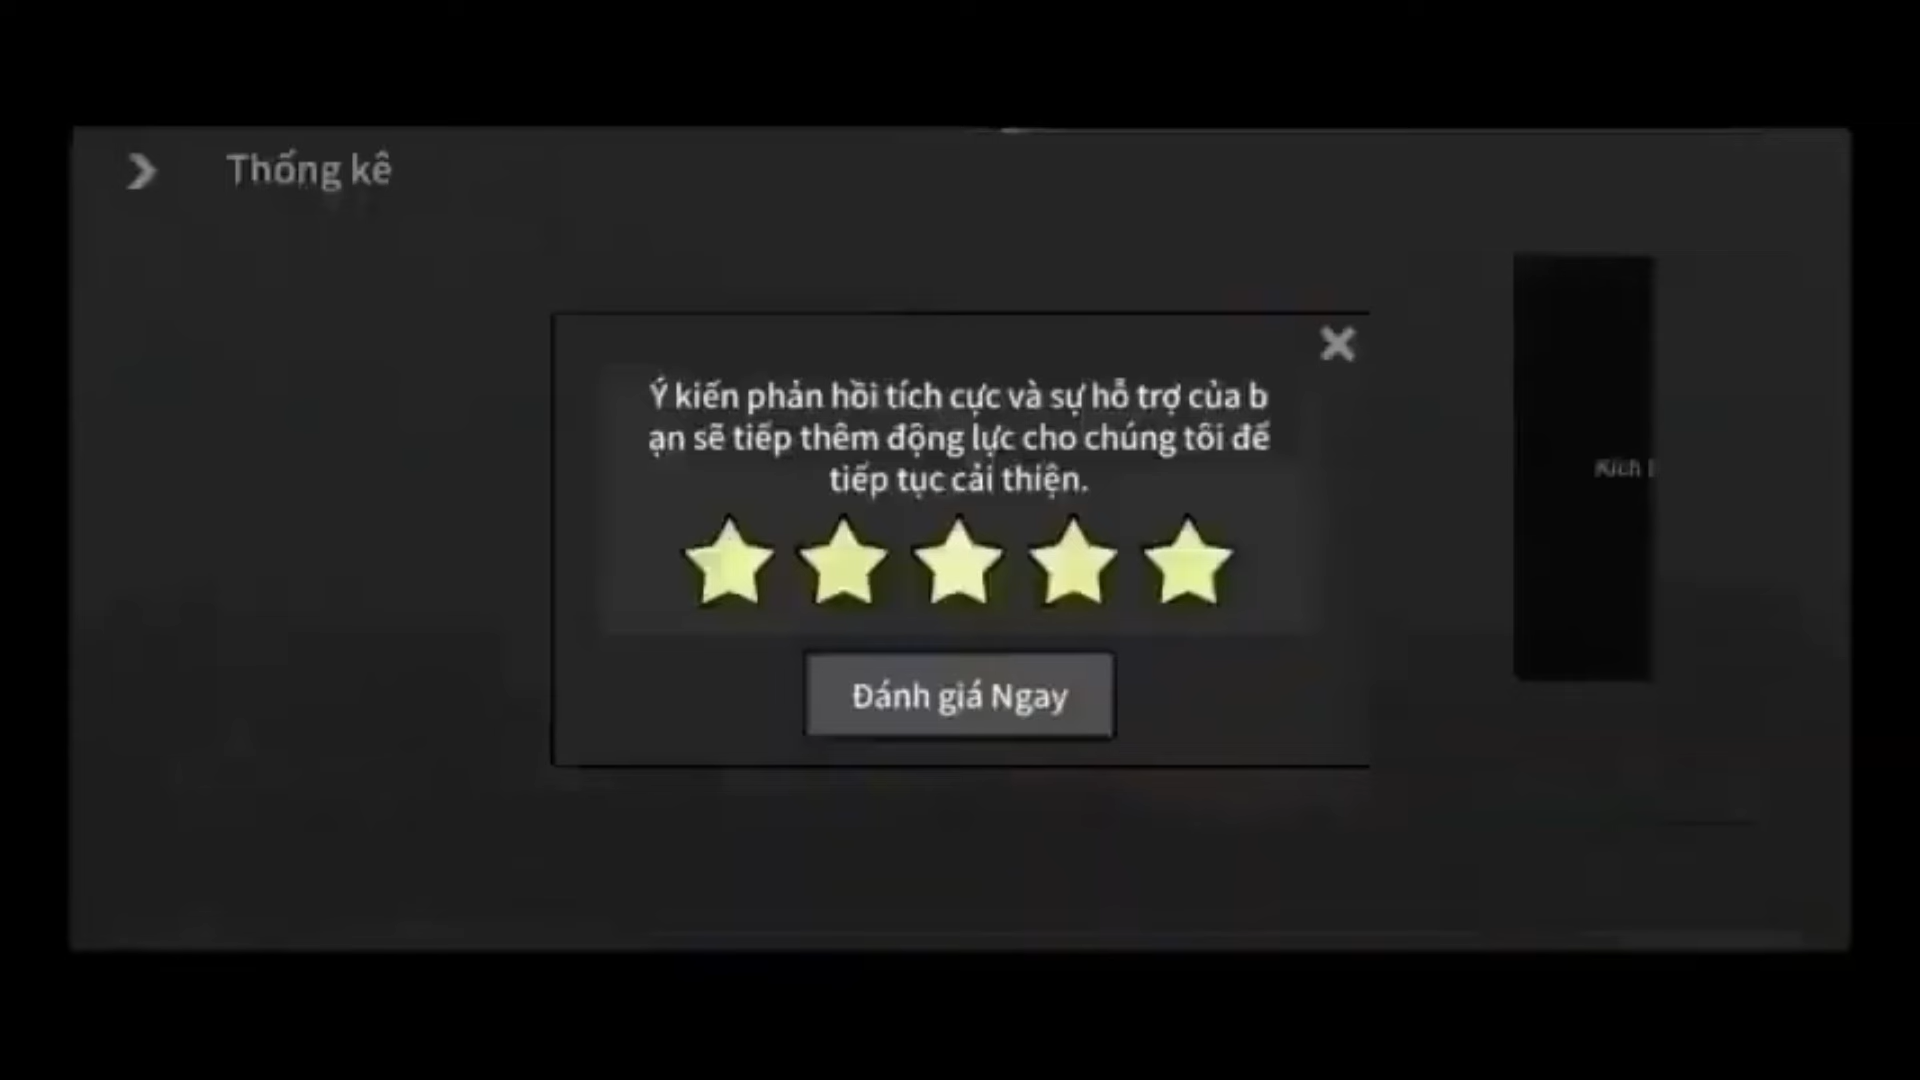 Thống kê
Ý kiến phản hồi tích cực và sự hỗ trợ của b
ạn sẽ tiếp thêm động lực cho chúng tôi để
tiếp tục cải thiện.
Kích
Đánh giá Ngay